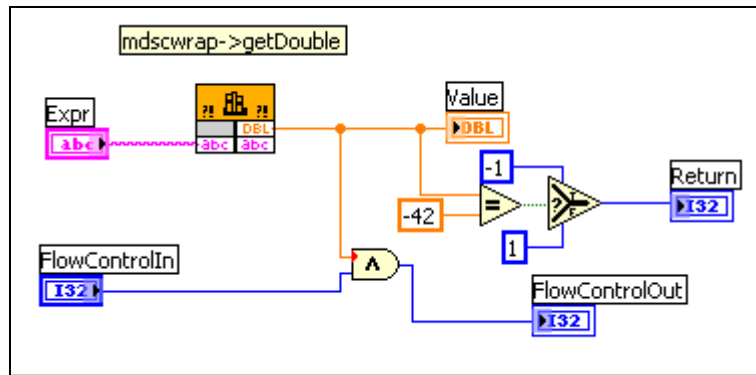 mdscwrap->getDouble
Expr
abc
?! ?!
DBL
abc abc
Value
DBL
-1
-42
=
?
T
F
1
Return
I32
FlowControlIn
I32
Λ
FlowControlOut
I32